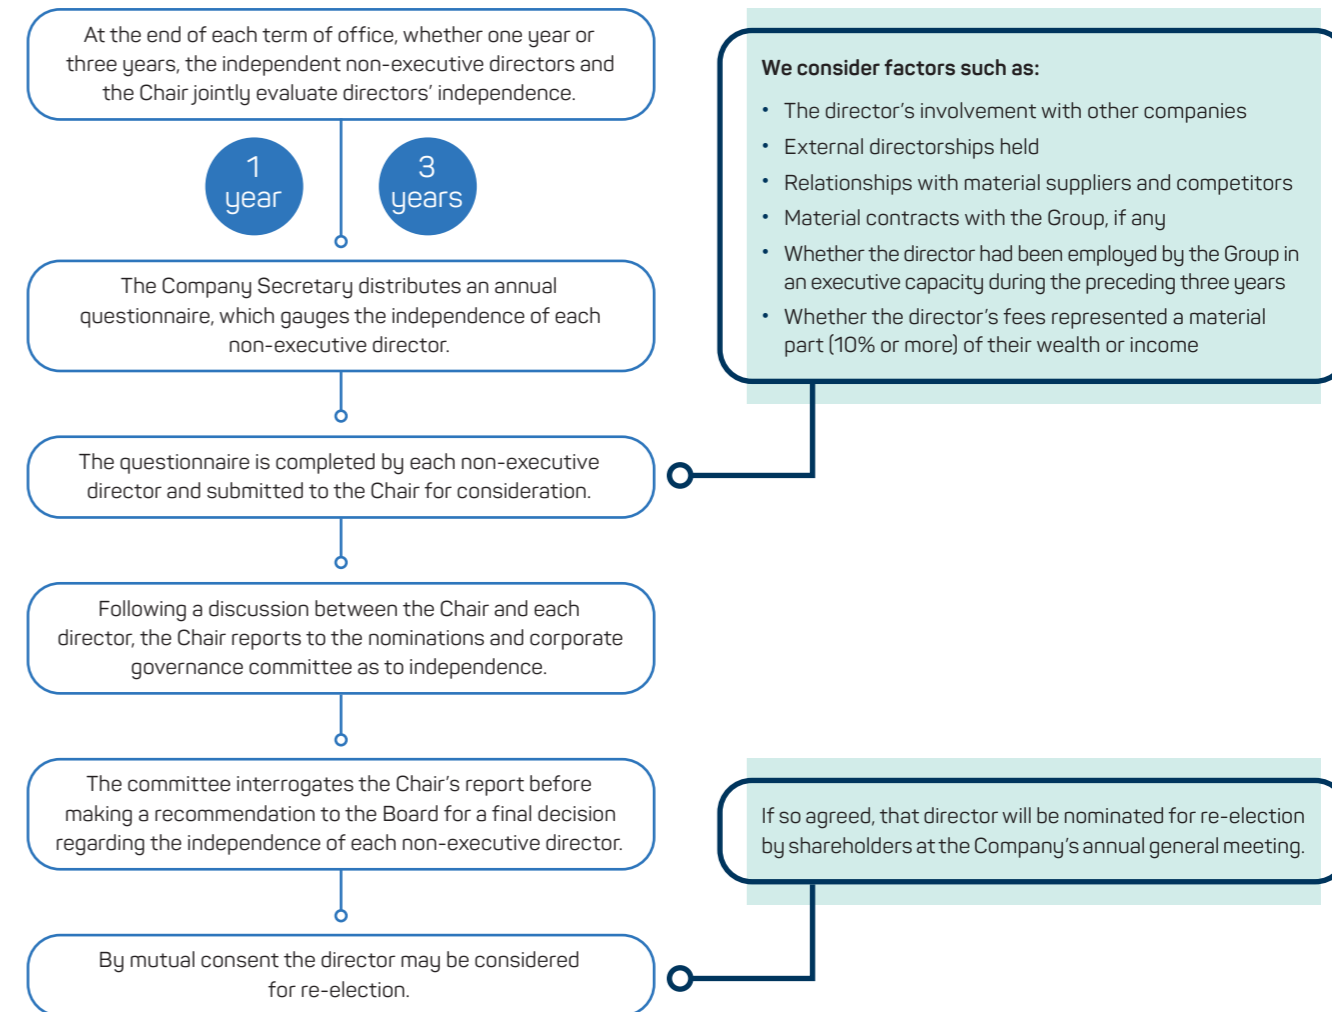 At the end of each term of office, whether one year or
three years, the independent non-executive directors and
the Chair jointly evaluate directors’ independence.
1
year
3
years
The Company Secretary distributes an annual
questionnaire, which gauges the independence of each
non-executive director.
The questionnaire is completed by each non-executive
director and submitted to the Chair for consideration.
We consider factors such as:
• The director’s involvement with other companies
• External directorships held
• Relationships with material suppliers and competitors
• Material contracts with the Group, if any
• Whether the director had been employed by the Group in
an executive capacity during the preceding three years
• Whether the director’s fees represented a material
part (10% or more) of their wealth or income
Following a discussion between the Chair and each
director, the Chair reports to the nominations and corporate
governance committee as to independence.
The committee interrogates the Chair’s report before
making a recommendation to the Board for a final decision
regarding the independence of each non-executive director.
By mutual consent the director may be considered
for re-election.
If so agreed, that director will be nominated for re-election
by shareholders at the Company’s annual general meeting.